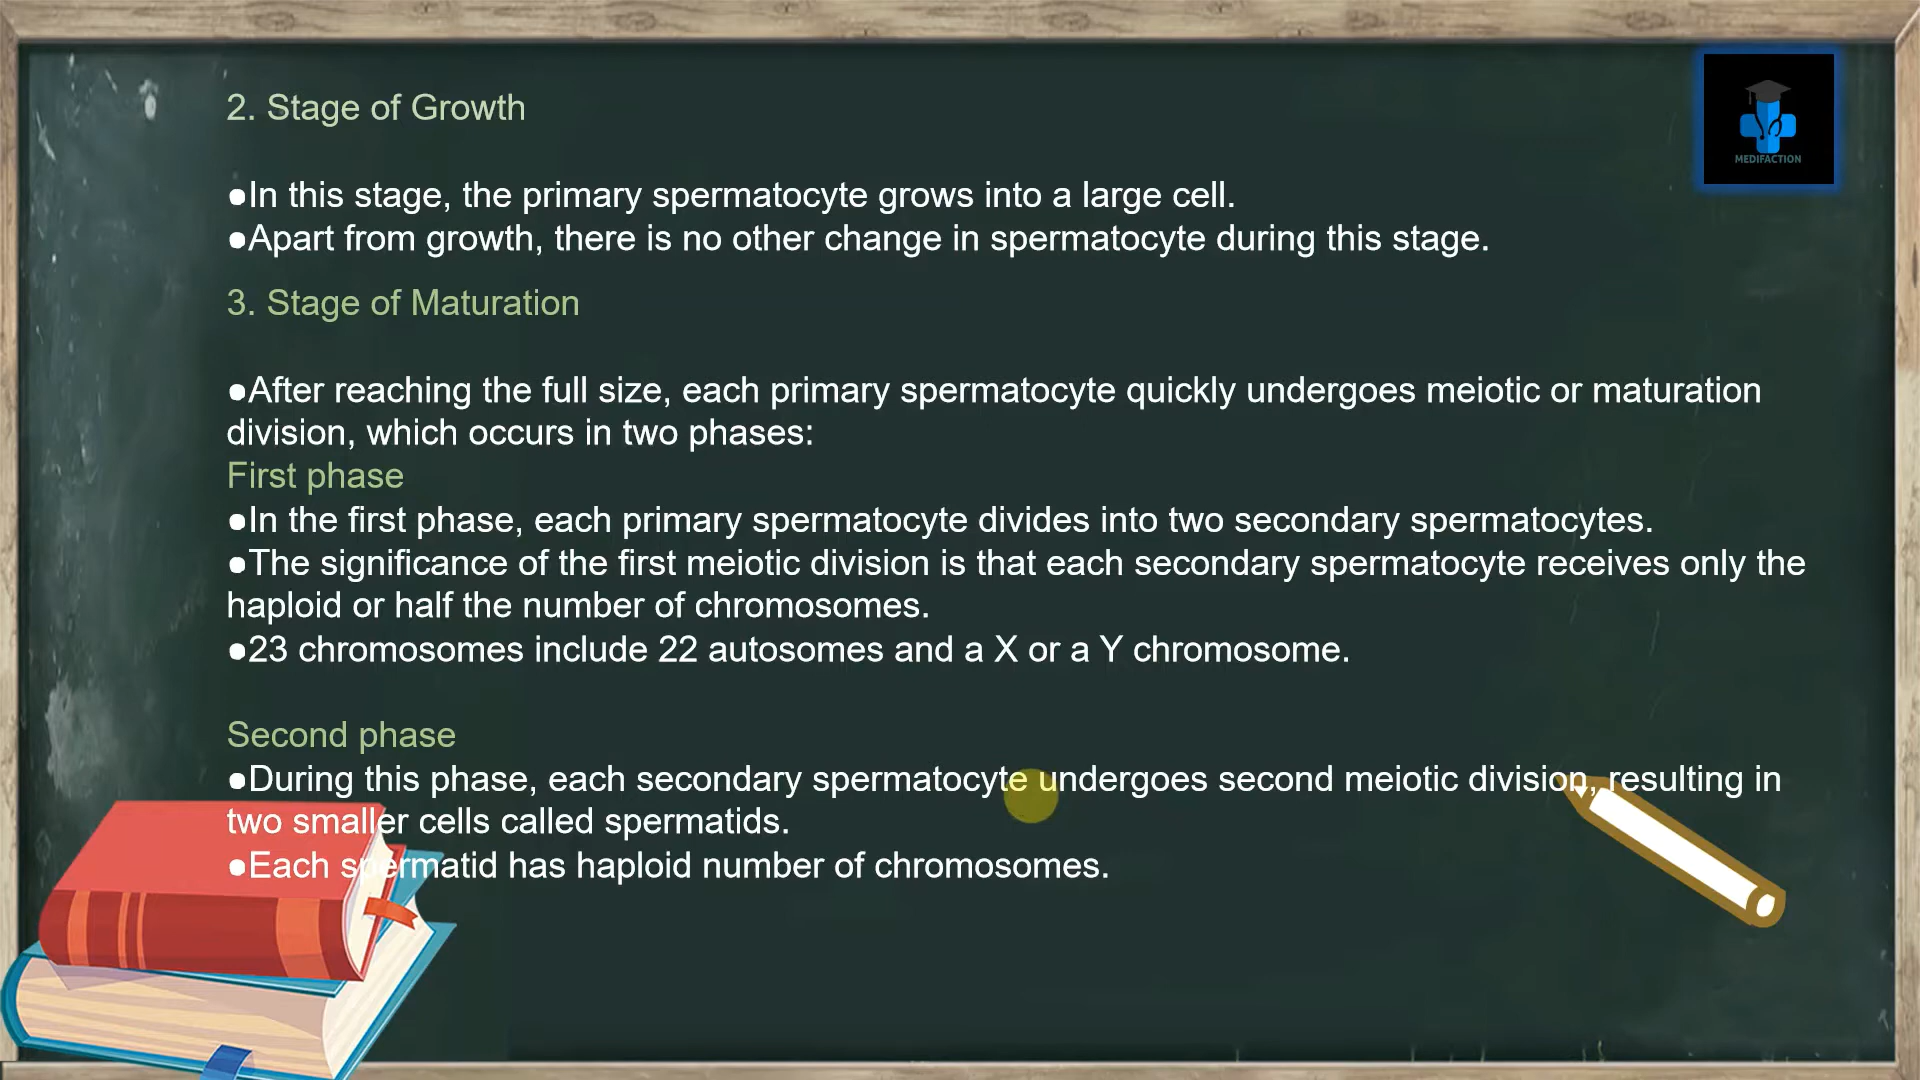 MEDIFACTION
2. Stage of Growth
●In this stage, the primary spermatocyte grows into a large cell.
●Apart from growth, there is no other change in spermatocyte during this stage.
3. Stage of Maturation
●After reaching the full size, each primary spermatocyte quickly undergoes meiotic or maturation
division, which occurs in two phases:
First phase
●In the first phase, each primary spermatocyte divides into two secondary spermatocytes.
●The significance of the first meiotic division is that each secondary spermatocyte receives only the
haploid or half the number of chromosomes.
●23 chromosomes include 22 autosomes and a X or a Y chromosome.
Second phase
●During this phase, each secondary spermatocyte undergoes second meiotic division, resulting in
two smaller cells called spermatids.
●Each spermatid has haploid number of chromosomes.